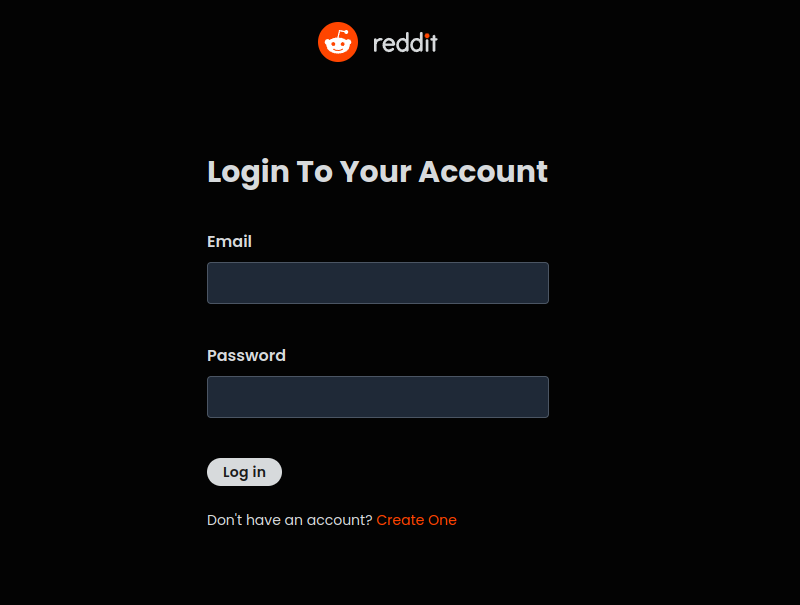 reddit
Login To Your Account
Email
Password
Log in
Don't have an account? Create One